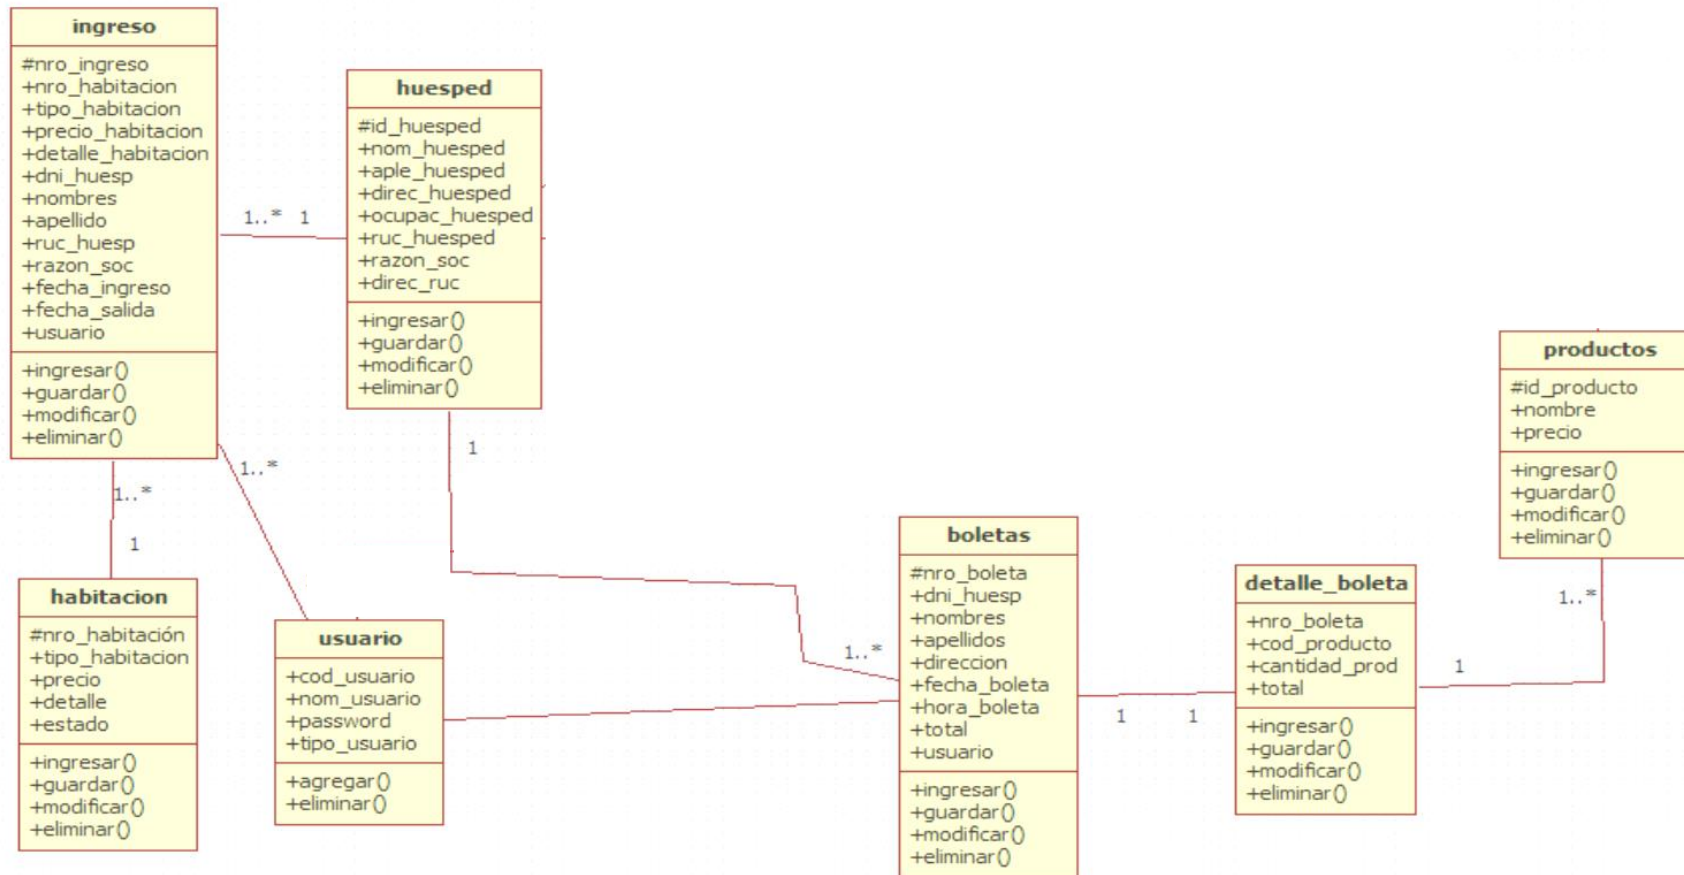 ingreso
#nro_ingreso
+nro_habitacion
+tipo_habitacion
+precio_habitacion
+detalle_habitacion
+dni_huesp
+nombres
+apellido
+ruc_huesp
+razon_soc
+fecha_ingreso
+fecha_salida
+usuario
+ingresar()
+guardar()
+modificar()
+eliminar()
1..* 1
huesped
#id_huesped
+nom_huesped
+aple_huesped
+direc_huesped
+ocupac_huesped
+ruc_huesped
+razon_soc
+direc_ruc
+ingresar()
+guardar()
+modificar()
+eliminar()
1
1..*
1..*
1
habitacion
#nro_habitación
+tipo_habitacion
+precio
+detalle
+estado
+ingresar()
+guardar()
+modificar()
+eliminar()
usuario
+cod_usuario
+nom_usuario
+password
+tipo_usuario
+agregar()
+eliminar()
1..*
boletas
#nro_boleta
+dni_huesp
+nombres
+apellidos
+direccion
+fecha_boleta
+hora_boleta
+total
+usuario
+ingresar()
+guardar()
+modificar()
+eliminar()
1 1
detalle_boleta
+nro_boleta
+cod_producto
+cantidad_prod
+total
+ingresar()
+guardar()
+modificar()
+eliminar()
1
1..*
productos
#id_producto
+nombre
+precio
+ingresar()
+guardar()
+modificar()
+eliminar()